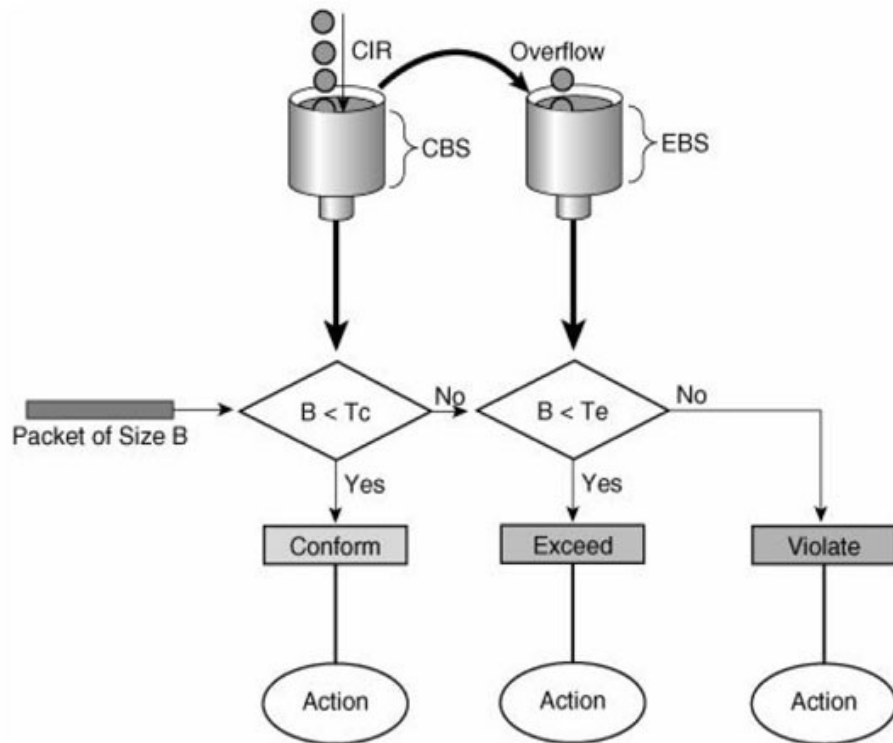 CIR
Overflow
CBS
EBS
B < Tc
No
B < Te
No
Packet of Size B
Yes
Yes
Conform
Exceed
Violate
Action
Action
Action